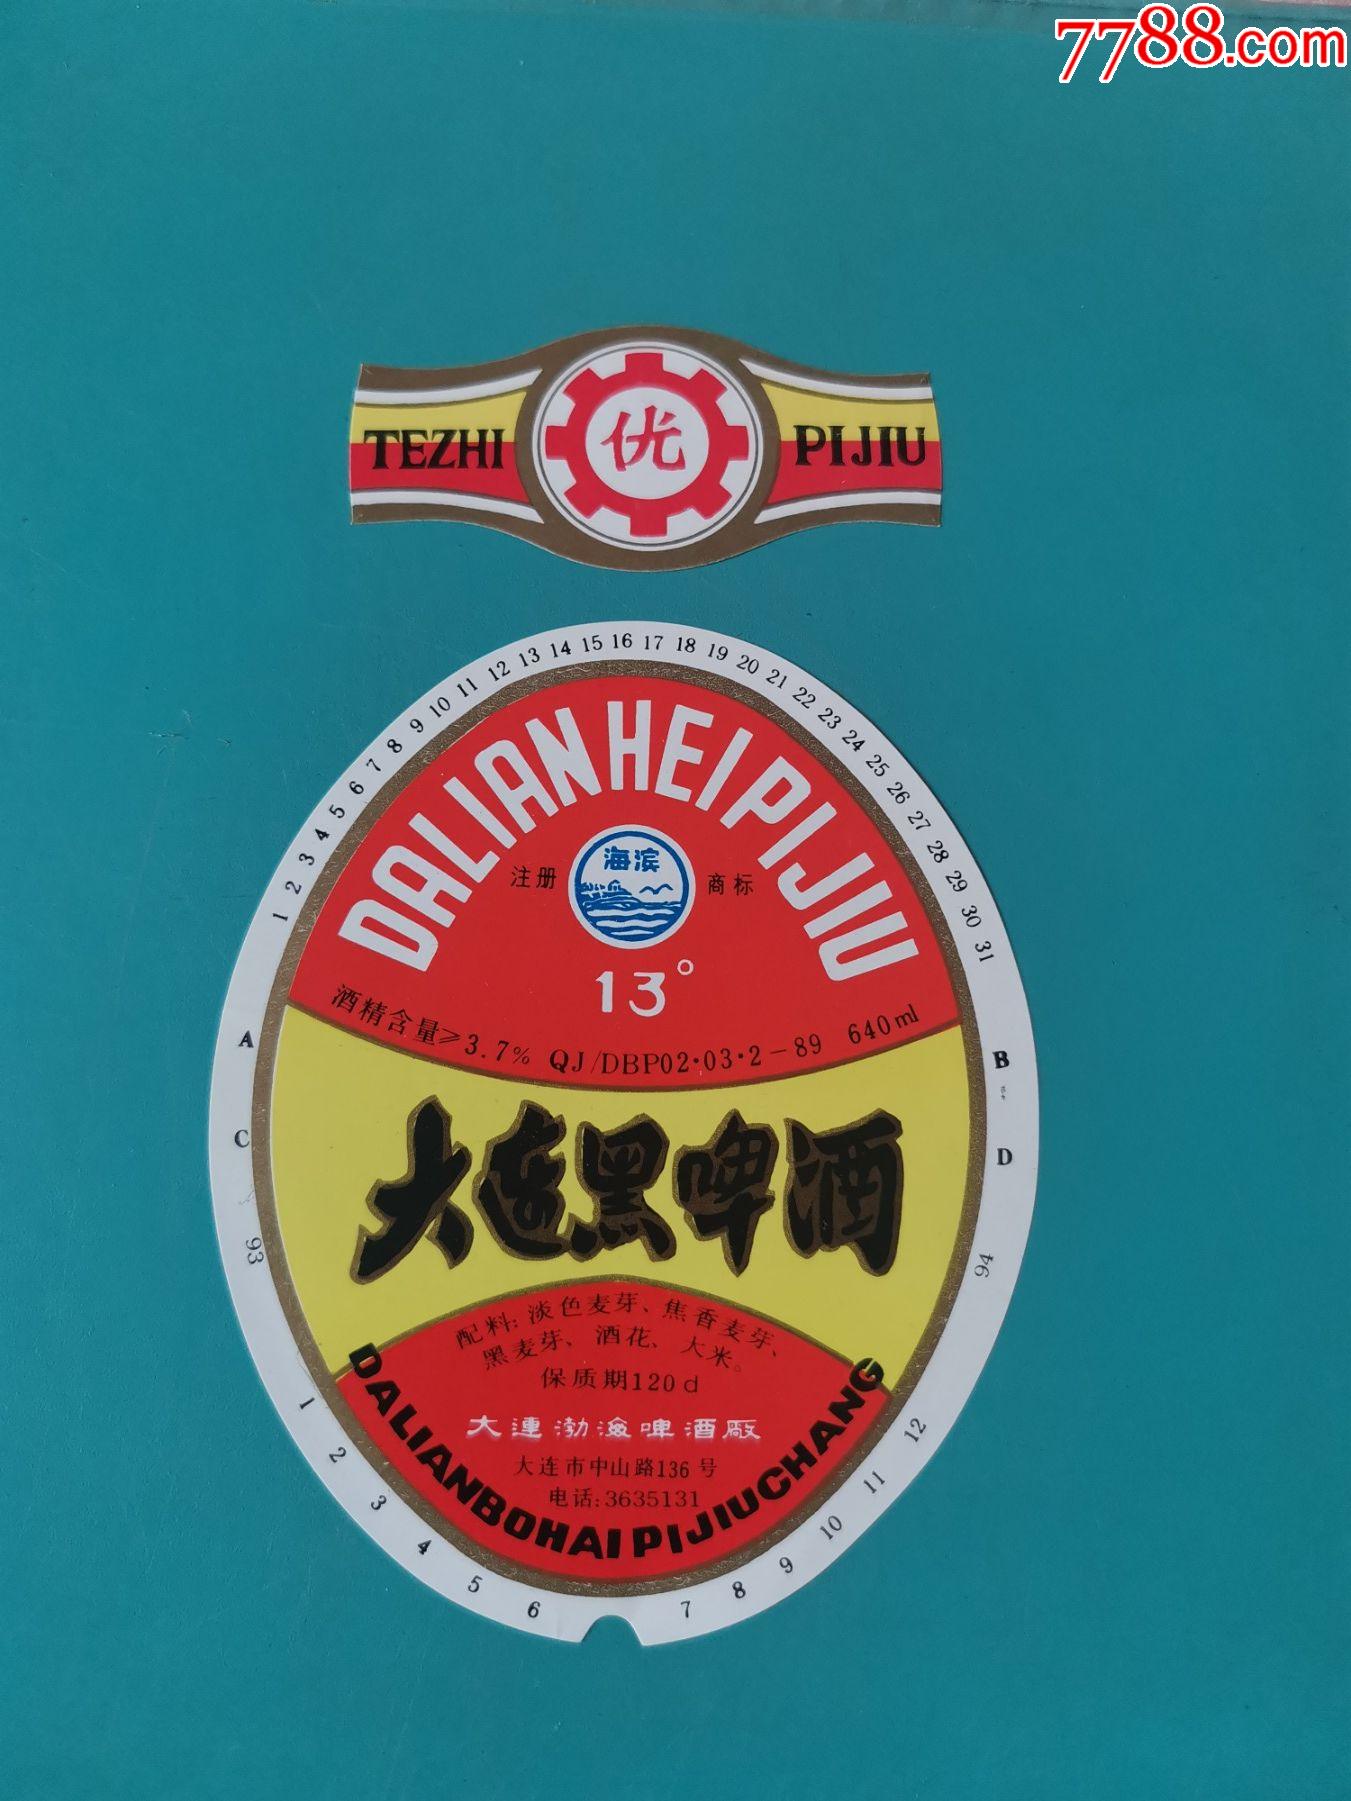 7788.com
TEZHI 优 PIJIU
1 2 3 4 5 6 7 8 9 10 11 12 13 14 15 16 17 18 19 20 21 22 23 24 25 26 27 28 29 30 31
DALIANHEIPIJIU
海滨
注册 商标
13°
酒精含量≥3.7% QJ/DBP02·03·2-89 640ml
A B
C D
大连黑啤酒
93 94
配料:淡色麦芽、焦香麦芽、
黑麦芽、酒花、大米。
保质期120d
大連渤海啤酒廠
大连市中山路136号
电话:3635131
DALIANBOHAIPIJIUCHANG
1 2 3 4 5 6 7 8 9 10 11 12